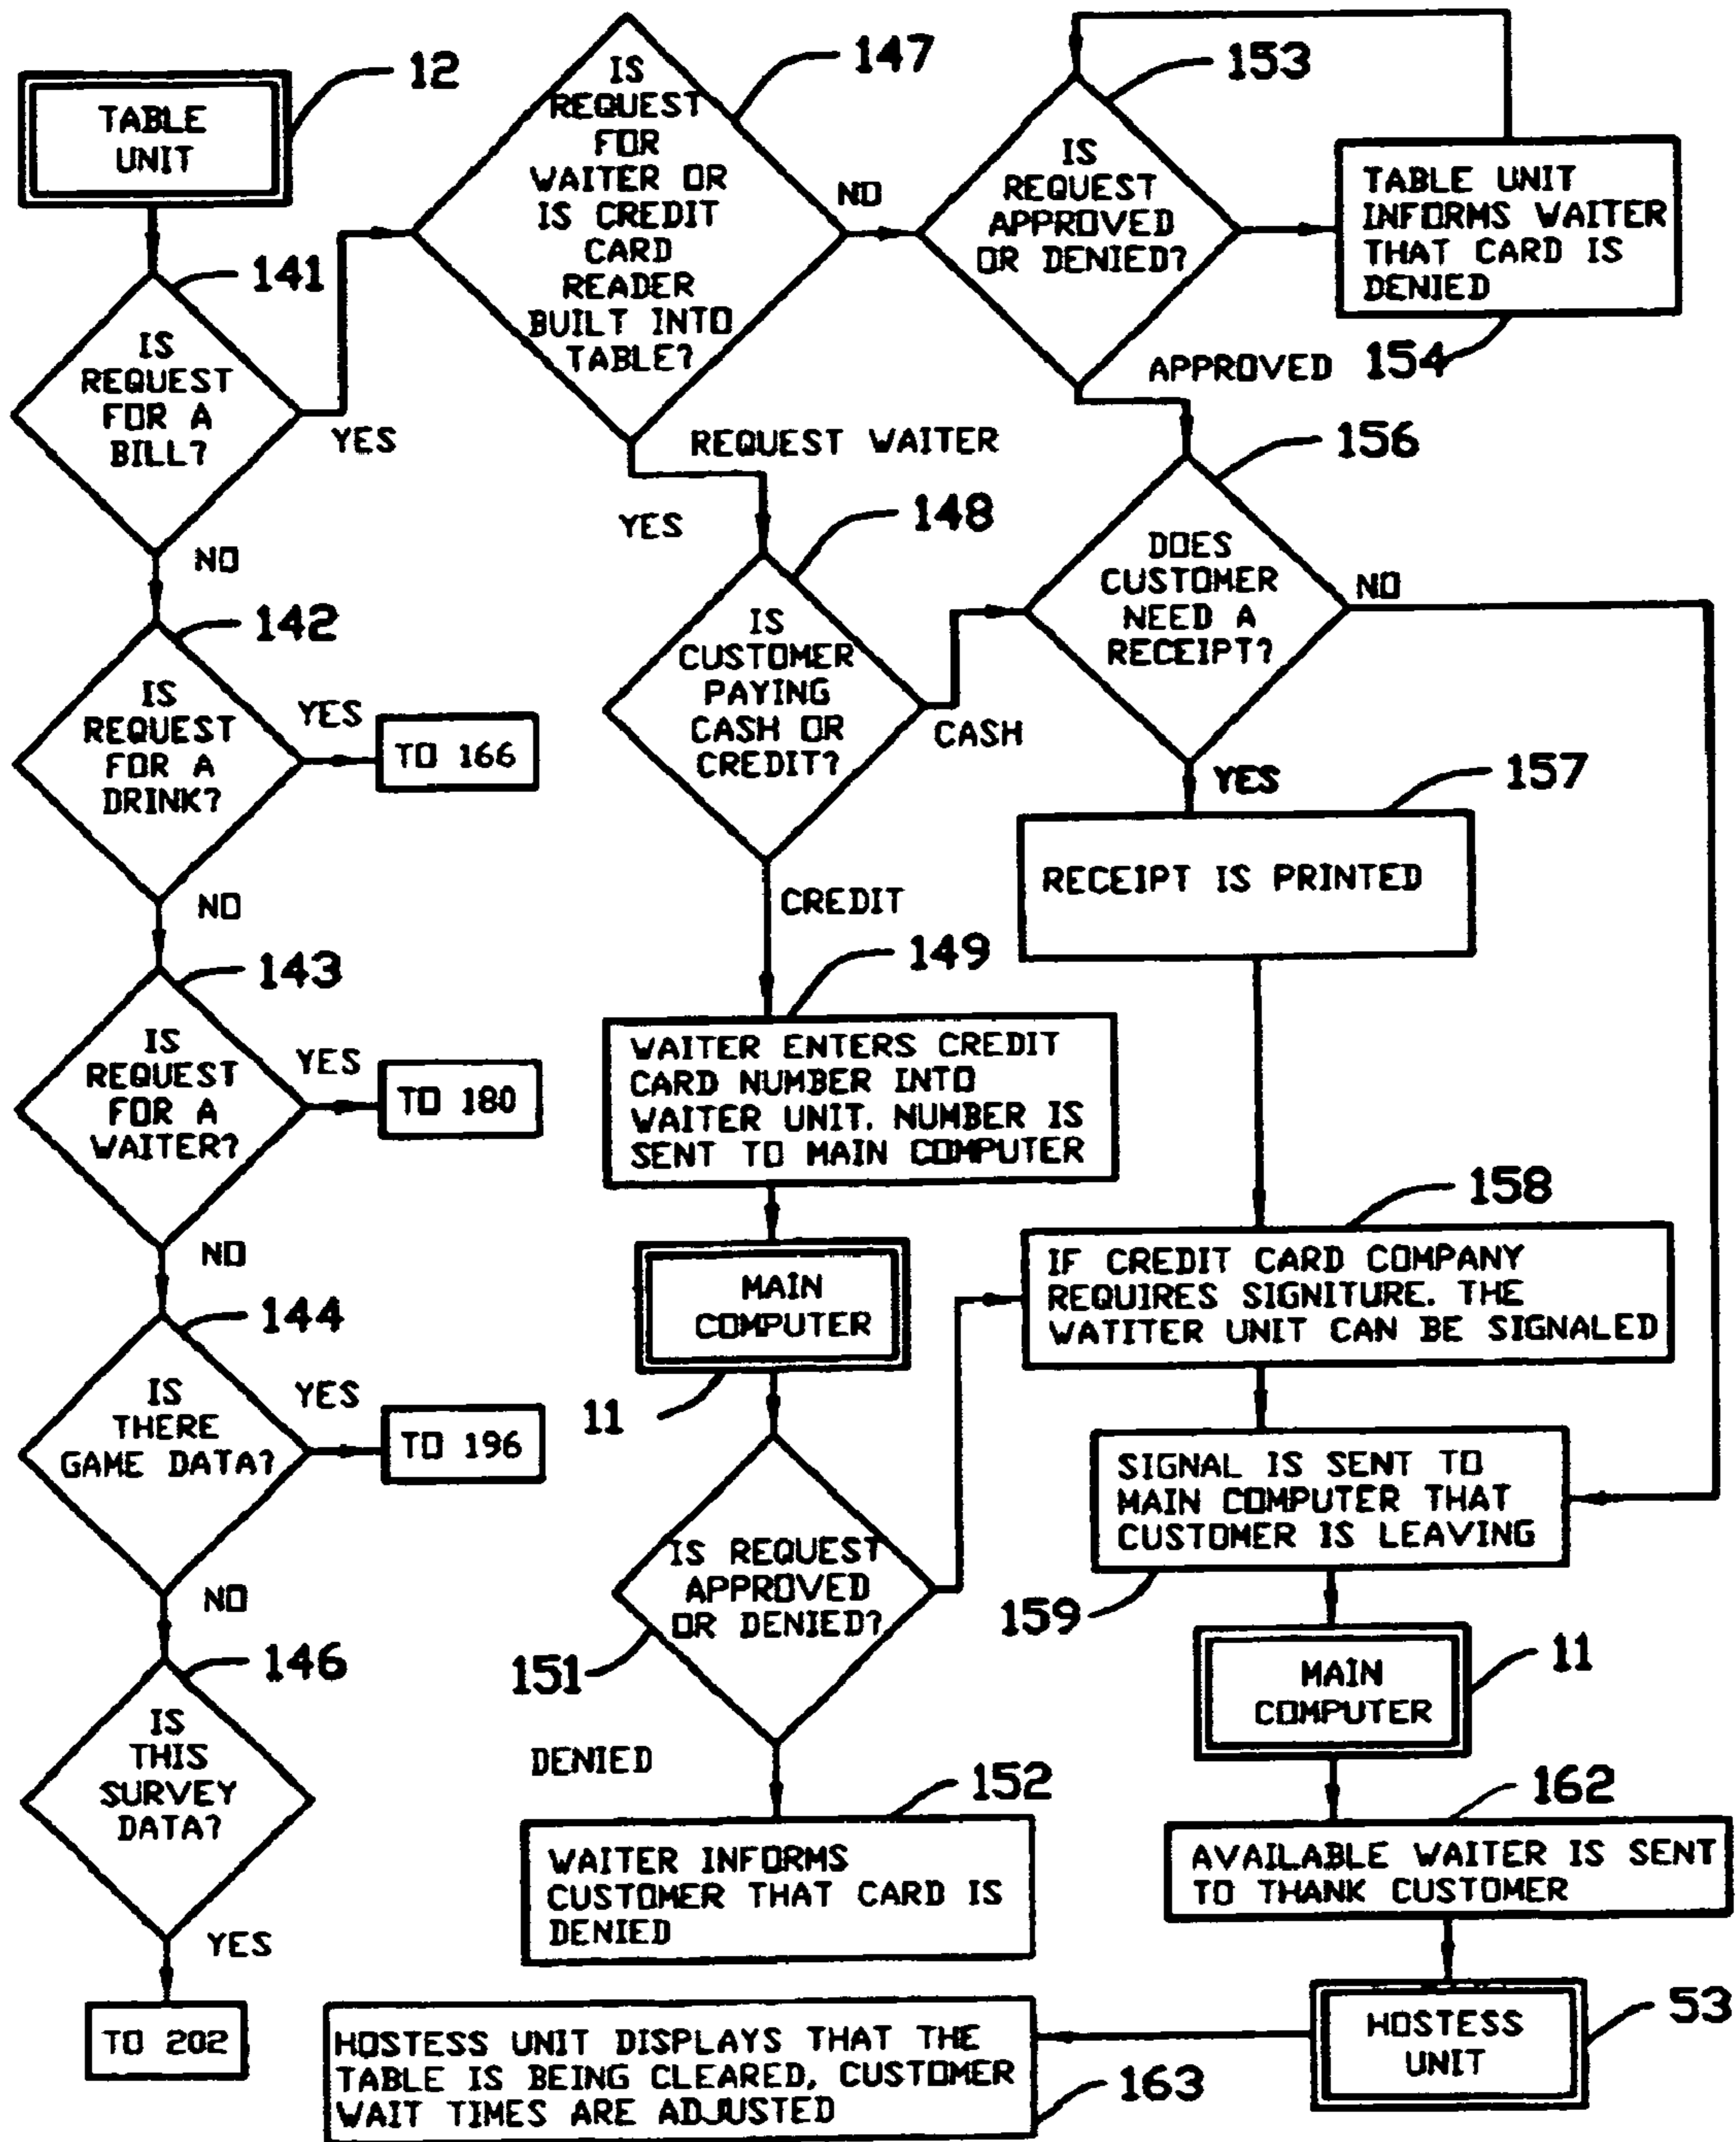 TABLE
UNIT
12
141
IS
REQUEST
FOR A
BILL?
YES
NO
142
IS
REQUEST
FOR A
DRINK?
YES
TO 166
NO
143
IS
REQUEST
FOR A
WAITER?
YES
TO 180
NO
144
IS
THERE
GAME DATA?
YES
TO 196
NO
146
IS
THIS
SURVEY
DATA?
YES
TO 202
147
IS
REQUEST
FOR
WAITER OR
IS CREDIT
CARD
READER
BUILT INTO
TABLE?
NO
REQUEST WAITER
YES
148
IS
CUSTOMER
PAYING
CASH OR
CREDIT?
CASH
CREDIT
149
WAITER ENTERS CREDIT
CARD NUMBER INTO
WAITER UNIT. NUMBER IS
SENT TO MAIN COMPUTER
MAIN
COMPUTER
11
IS REQUEST
APPROVED
OR DENIED?
151
DENIED
152
WAITER INFORMS
CUSTOMER THAT CARD IS
DENIED
153
IS
REQUEST
APPROVED
OR DENIED?
TABLE UNIT
INFORMS WAITER
THAT CARD IS
DENIED
154
APPROVED
156
DOES
CUSTOMER
NEED A
RECEIPT?
NO
YES
157
RECEIPT IS PRINTED
158
IF CREDIT CARD COMPANY
REQUIRES SIGNITURE. THE
WATITER UNIT CAN BE SIGNALED
SIGNAL IS SENT TO
MAIN COMPUTER THAT
CUSTOMER IS LEAVING
159
MAIN
COMPUTER
11
162
AVAILABLE WAITER IS SENT
TO THANK CUSTOMER
HOSTESS
UNIT
53
HOSTESS UNIT DISPLAYS THAT THE
TABLE IS BEING CLEARED, CUSTOMER
WAIT TIMES ARE ADJUSTED
163